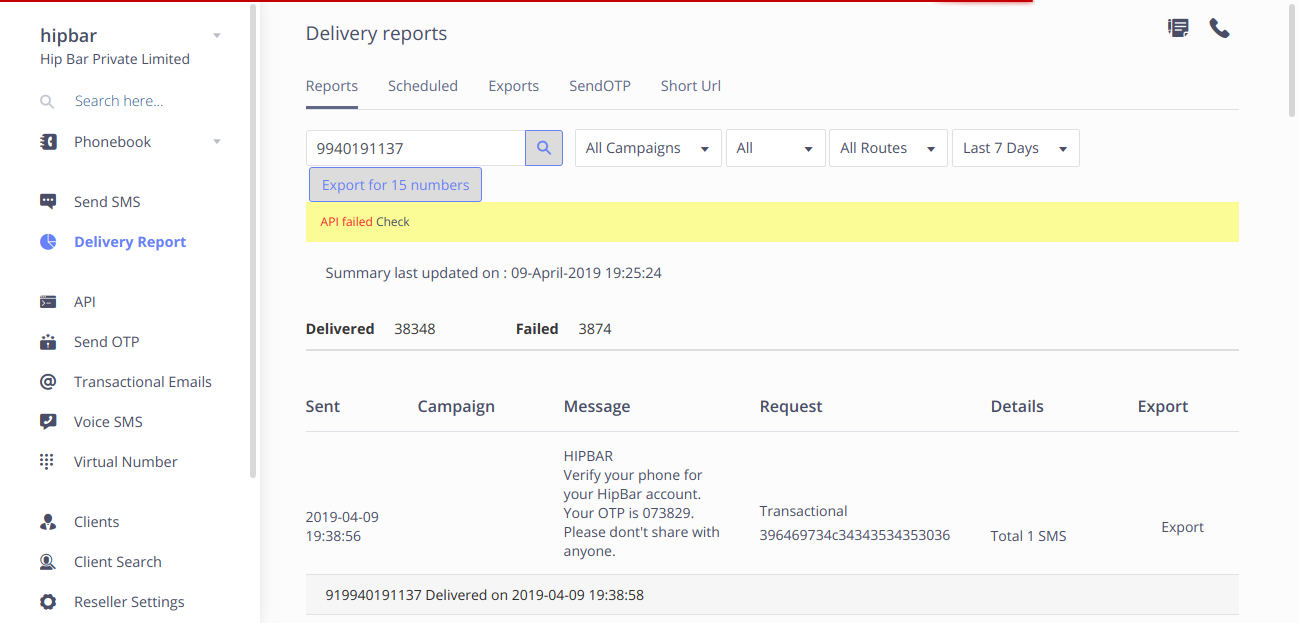 hipbar
Hip Bar Private Limited
Search here...
Phonebook
Send SMS
Delivery Report
API
Send OTP
Transactional Emails
Voice SMS
Virtual Number
Clients
Client Search
Reseller Settings
Delivery reports
Reports Scheduled Exports SendOTP Short Url
9940191137 All Campaigns All All Routes Last 7 Days
Export for 15 numbers
API failed Check
Summary last updated on : 09-April-2019 19:25:24
Delivered 38348 Failed 3874
Sent Campaign Message Request Details Export
2019-04-09
19:38:56
HIPBAR
Verify your phone for
your HipBar account.
Your OTP is 073829.
Please dont't share with
anyone.
Transactional
396469734c34343534353036
Total 1 SMS
Export
919940191137 Delivered on 2019-04-09 19:38:58